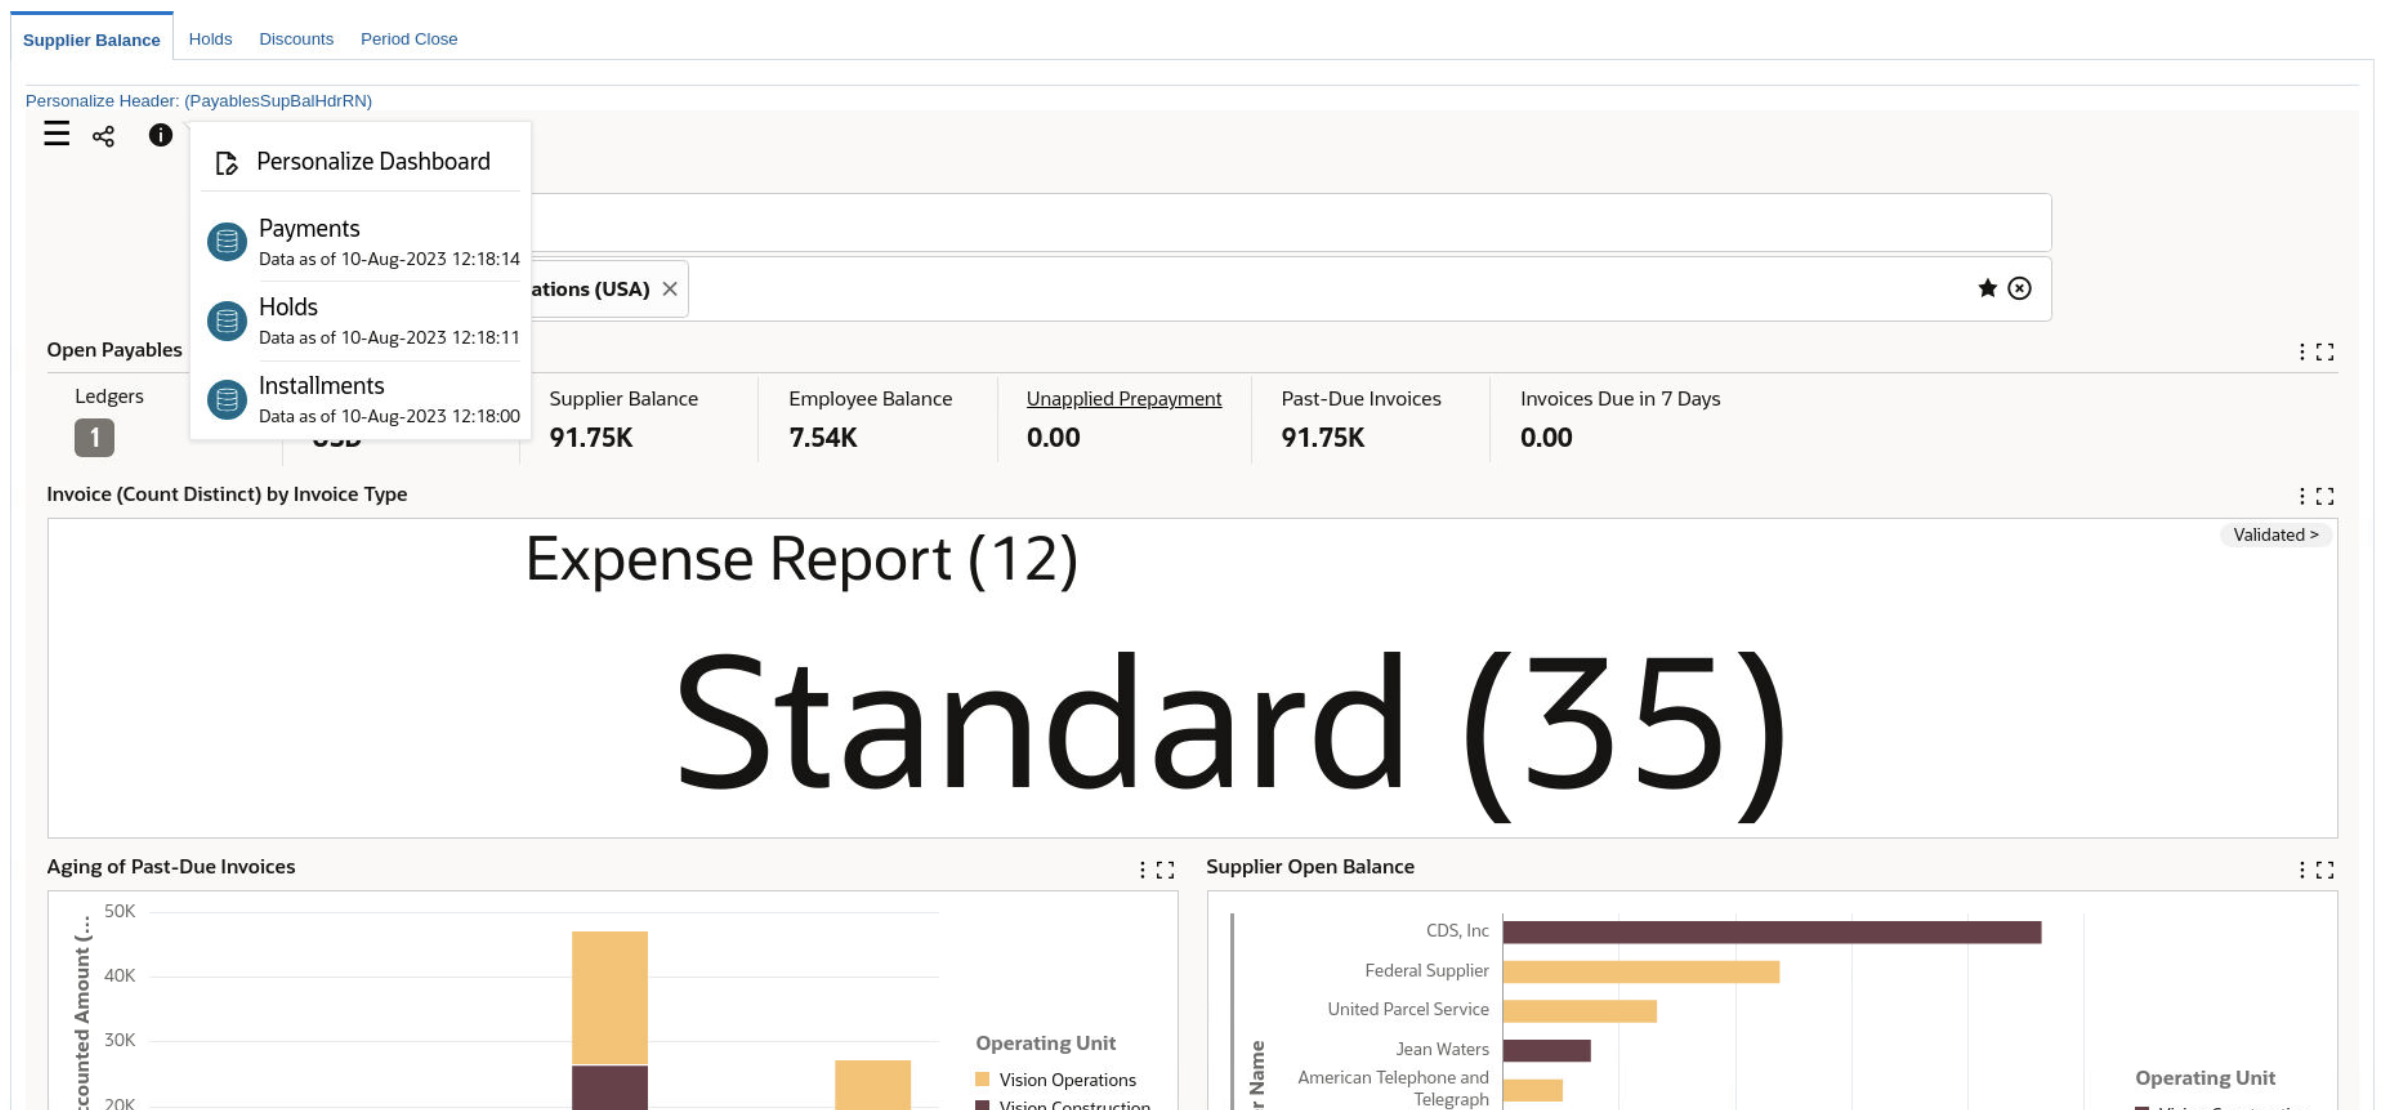 Supplier Balance
Holds
Discounts
Period Close
Personalize Header: (PayablesSupBalHdrRN)
Personalize Dashboard
Payments
Data as of 10-Aug-2023 12:18:14
Holds
Data as of 10-Aug-2023 12:18:11
Installments
Data as of 10-Aug-2023 12:18:00
ations (USA)
Open Payables
Ledgers
1
USD
Supplier Balance
91.75K
Employee Balance
7.54K
Unapplied Prepayment
0.00
Past-Due Invoices
91.75K
Invoices Due in 7 Days
0.00
Invoice (Count Distinct) by Invoice Type
Validated >
Expense Report (12)
Standard (35)
Aging of Past-Due Invoices
50K
40K
30K
20K
ccounted Amount (...
Operating Unit
Vision Operations
Vision Construction
Supplier Open Balance
r Name
CDS, Inc
Federal Supplier
United Parcel Service
Jean Waters
American Telephone and
Telegraph
Operating Unit